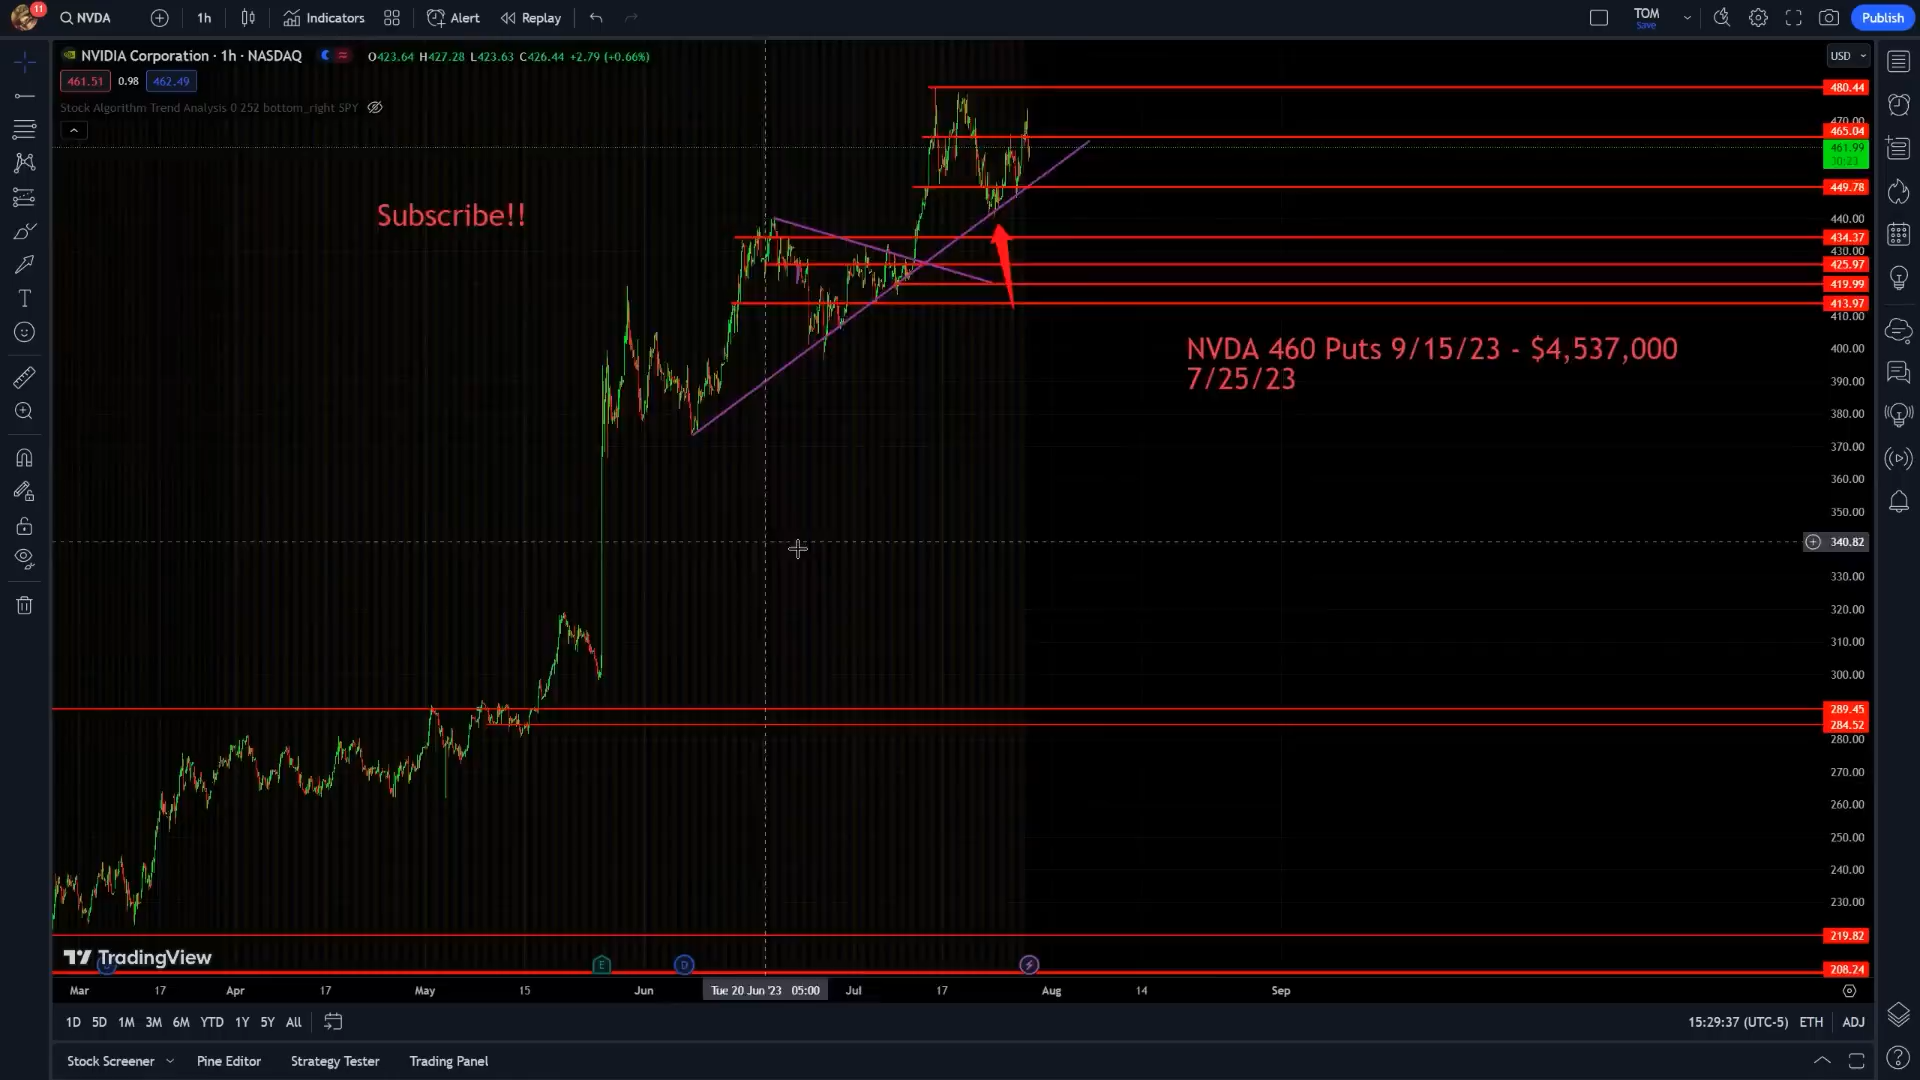 11
NVDA
1h
Indicators
Alert
Replay
TOM
Save
Publish
NVIDIA Corporation · 1h · NASDAQ
O423.64 H427.28 L423.63 C426.44 +2.79 (+0.66%)
USD
461.51 0.98 462.49
Stock Algorithm Trend Analysis 0 252 bottom_right SPY
480.44
470.00
465.04
461.99
30:23
449.78
440.00
434.37
430.00
425.97
419.99
413.97
410.00
400.00
390.00
380.00
370.00
360.00
350.00
340.82
330.00
320.00
310.00
300.00
289.45
284.52
280.00
270.00
260.00
250.00
240.00
230.00
219.82
208.24
Subscribe!!
NVDA 460 Puts 9/15/23 - $4,537,000
7/25/23
TradingView
D
E
D
Mar 17 Apr 17 May 15 Jun Tue 20 Jun '23 05:00 Jul 17 Aug 14 Sep
1D 5D 1M 3M 6M YTD 1Y 5Y All
15:29:37 (UTC-5) ETH ADJ
Stock Screener Pine Editor Strategy Tester Trading Panel